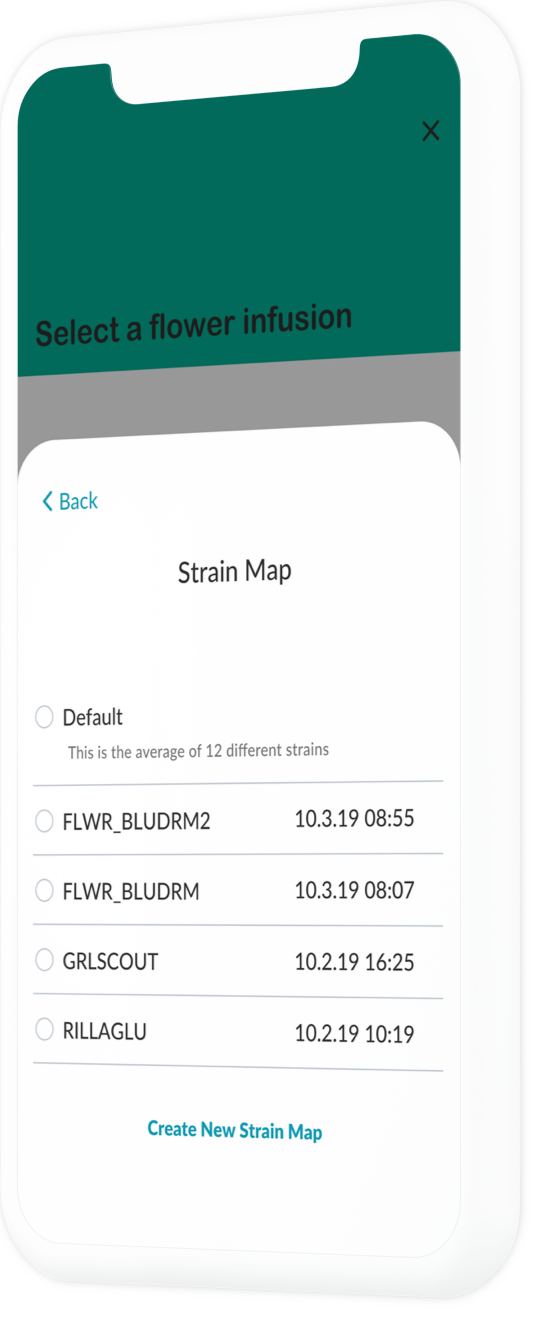 Select a flower infusion
Back
Strain Map
Default
This is the average of 12 different strains
FLWR_BLUDRM2 10.3.19 08:55
FLWR_BLUDRM 10.3.19 08:07
GRLSCOUT 10.2.19 16:25
RILLAGLU 10.2.19 10:19
Create New Strain Map